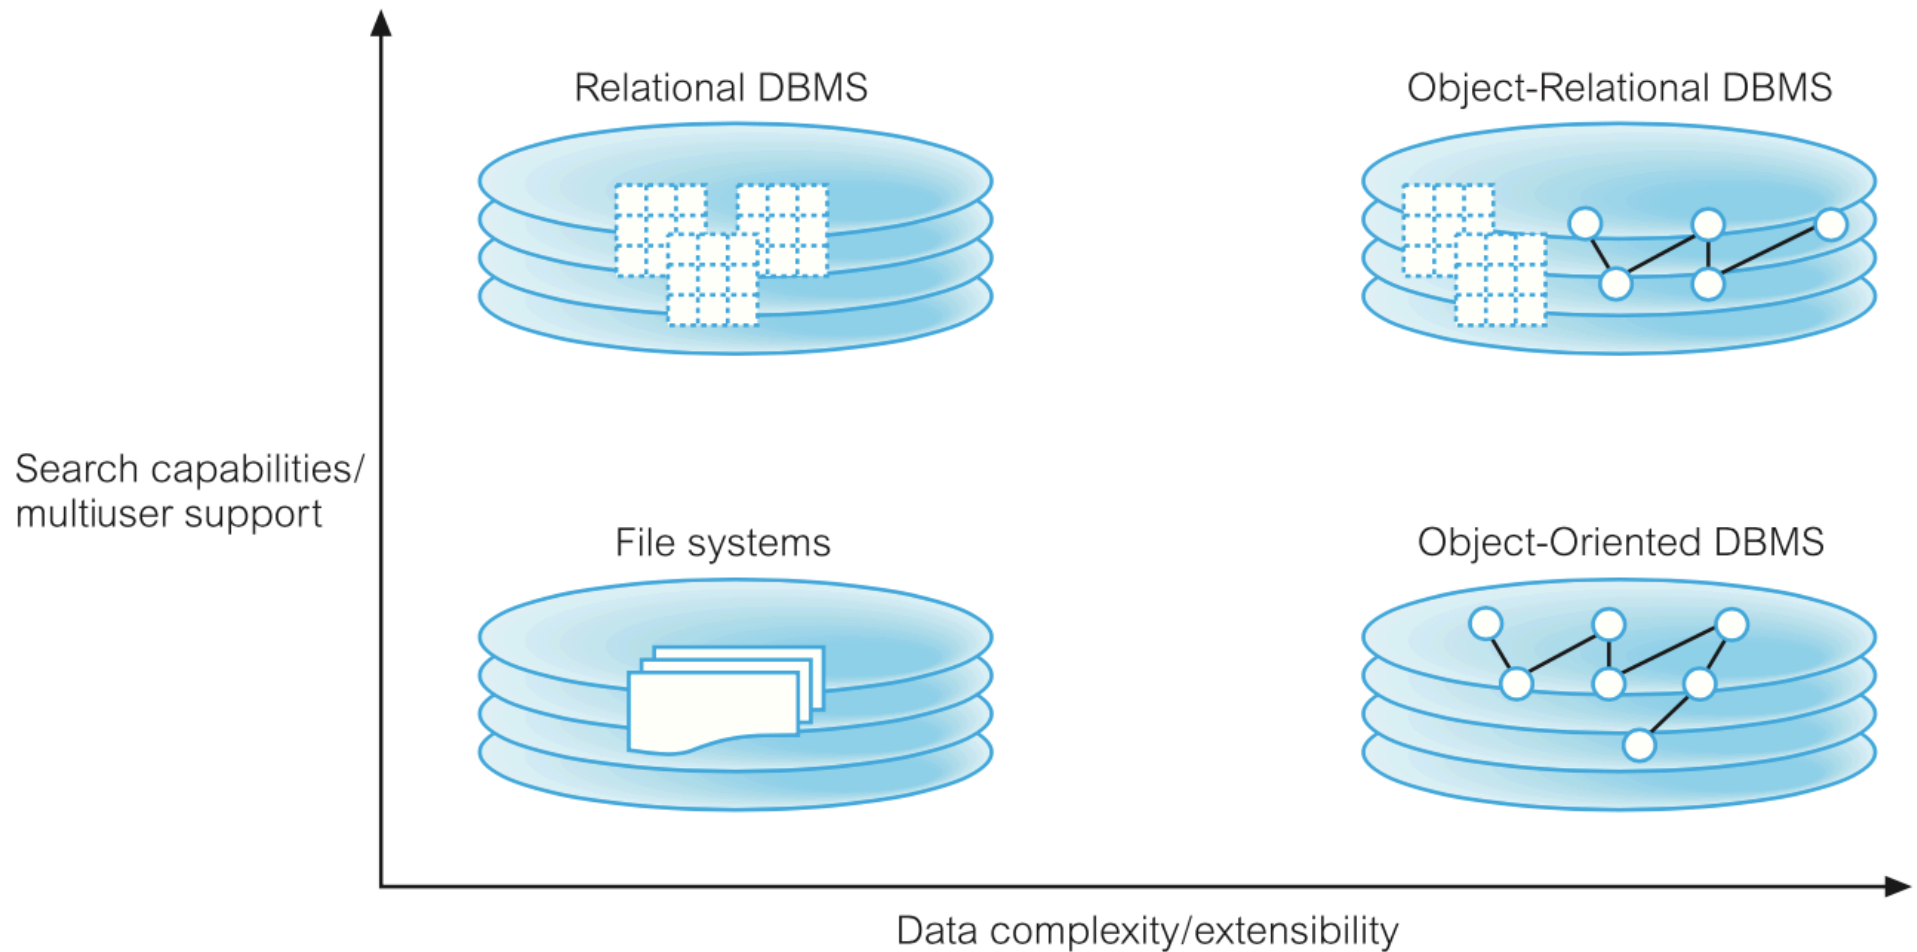 Relational DBMS
Object-Relational DBMS
Search capabilities/
multiuser support
File systems
Object-Oriented DBMS
Data complexity/extensibility